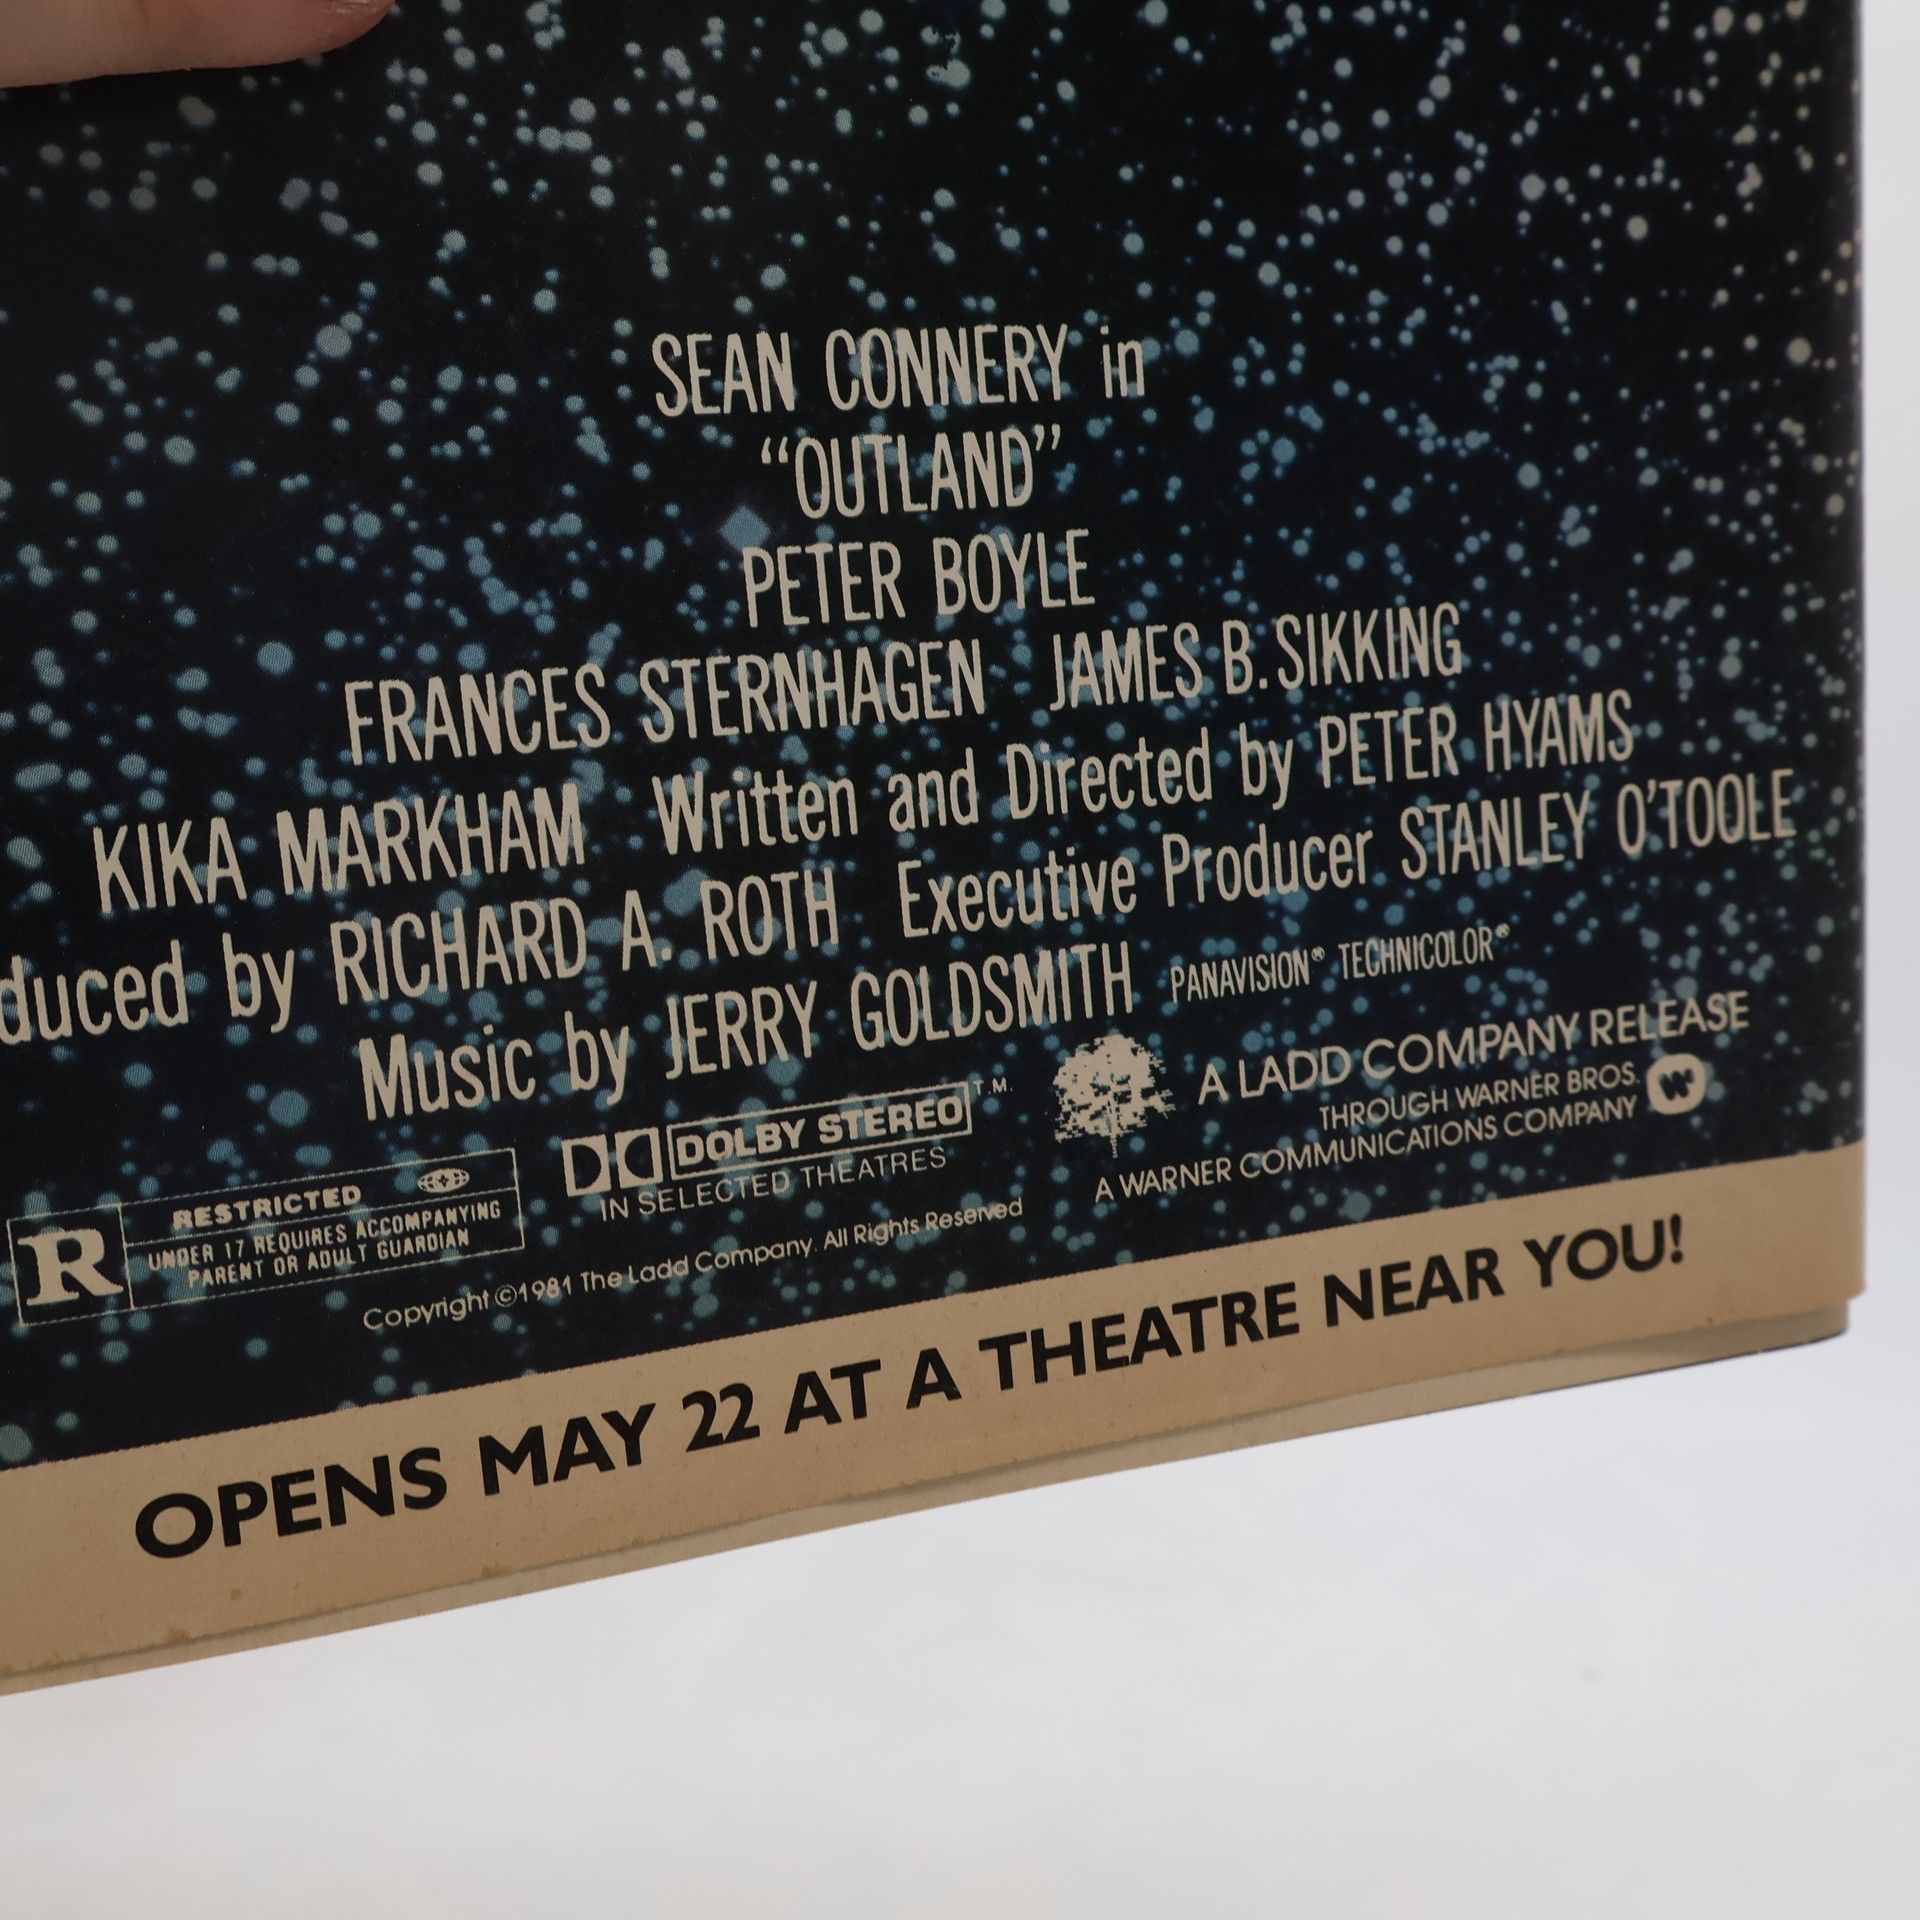 SEAN CONNERY in
"OUTLAND"
PETER BOYLE
FRANCES STERNHAGEN JAMES B. SIKKING
KIKA MARKHAM Written and Directed by PETER HYAMS
duced by RICHARD A. ROTH Executive Producer STANLEY O'TOOLE
Music by JERRY GOLDSMITH PANAVISION® TECHNICOLOR®
R RESTRICTED
UNDER 17 REQUIRES ACCOMPANYING
PARENT OR ADULT GUARDIAN
DOLBY STEREO T.M.
IN SELECTED THEATRES
A LADD COMPANY RELEASE
THROUGH WARNER BROS.
A WARNER COMMUNICATIONS COMPANY
Copyright ©1981 The Ladd Company. All Rights Reserved
OPENS MAY 22 AT A THEATRE NEAR YOU!